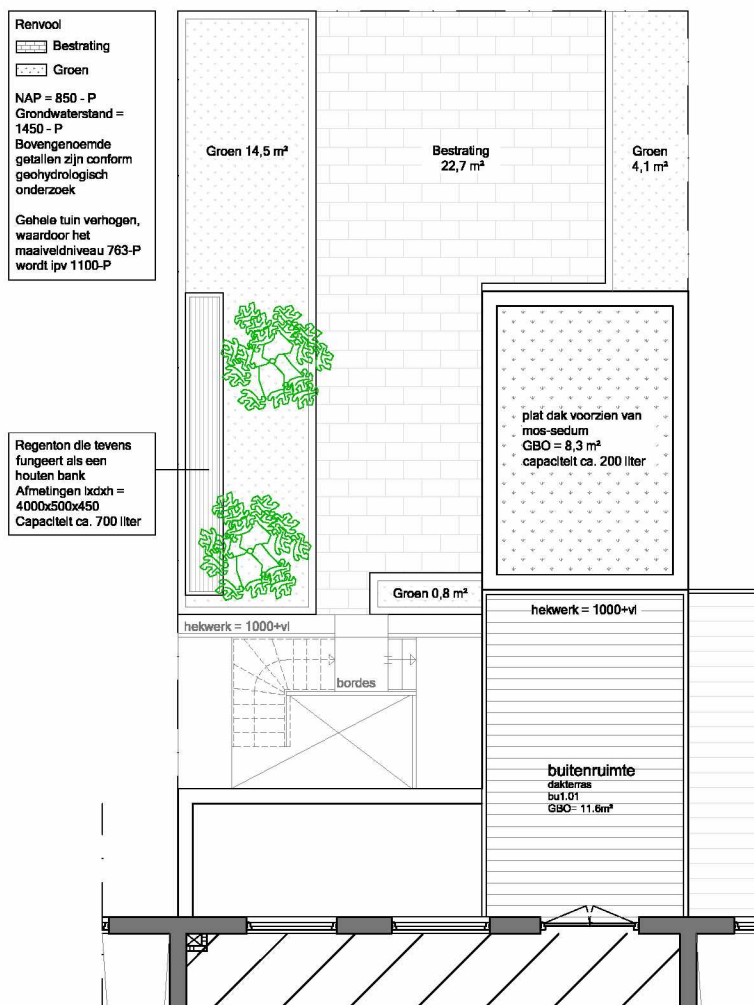 Renvooi
Bestrating
Groen
NAP = 850 - P
Grondwaterstand =
1450 - P
Bovengenoemde
getallen zijn conform
geohydrologisch
onderzoek
Gehele tuin verhogen,
waardoor het
maaiveldniveau 763-P
wordt ipv 1100-P
Groen 14,5 m²
Bestrating
22,7 m²
Groen
4,1 m²
plat dak voorzien van
mos-sedum
GBO = 8,3 m²
capaciteit ca. 200 liter
Regenton die tevens
fungeert als een
houten bank
Afmetingen lxdxh =
4000x500x450
Capaciteit ca. 700 liter
Groen 0,8 m²
hekwerk = 1000+vl
hekwerk = 1000+vl
bordes
buitenruimte
dakterras
bu1.01
GBO= 11.6m²